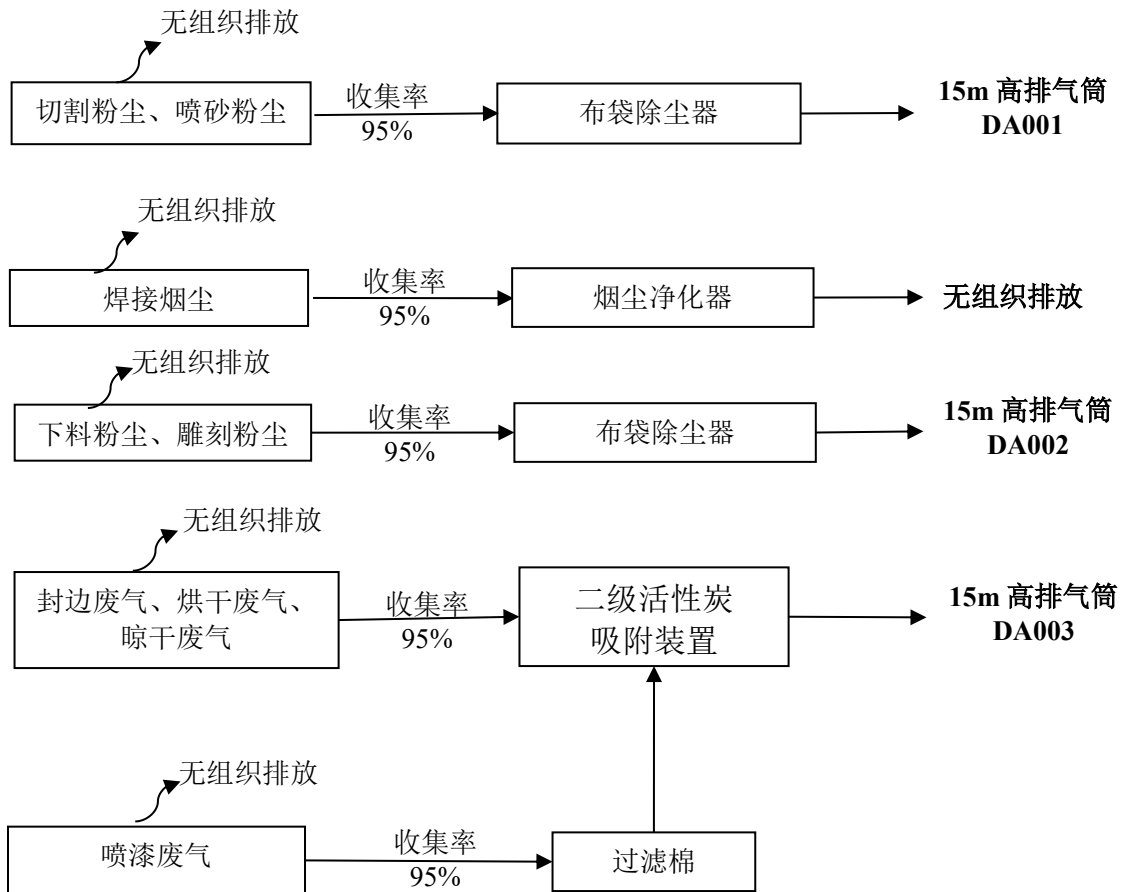 无组织排放
切割粉尘、喷砂粉尘
收集率
95%
布袋除尘器
15m 高排气筒
DA001
无组织排放
焊接烟尘
收集率
95%
烟尘净化器
无组织排放
无组织排放
下料粉尘、雕刻粉尘
收集率
95%
布袋除尘器
15m 高排气筒
DA002
无组织排放
封边废气、烘干废气、
晾干废气
收集率
95%
二级活性炭
吸附装置
15m 高排气筒
DA003
无组织排放
喷漆废气
收集率
95%
过滤棉